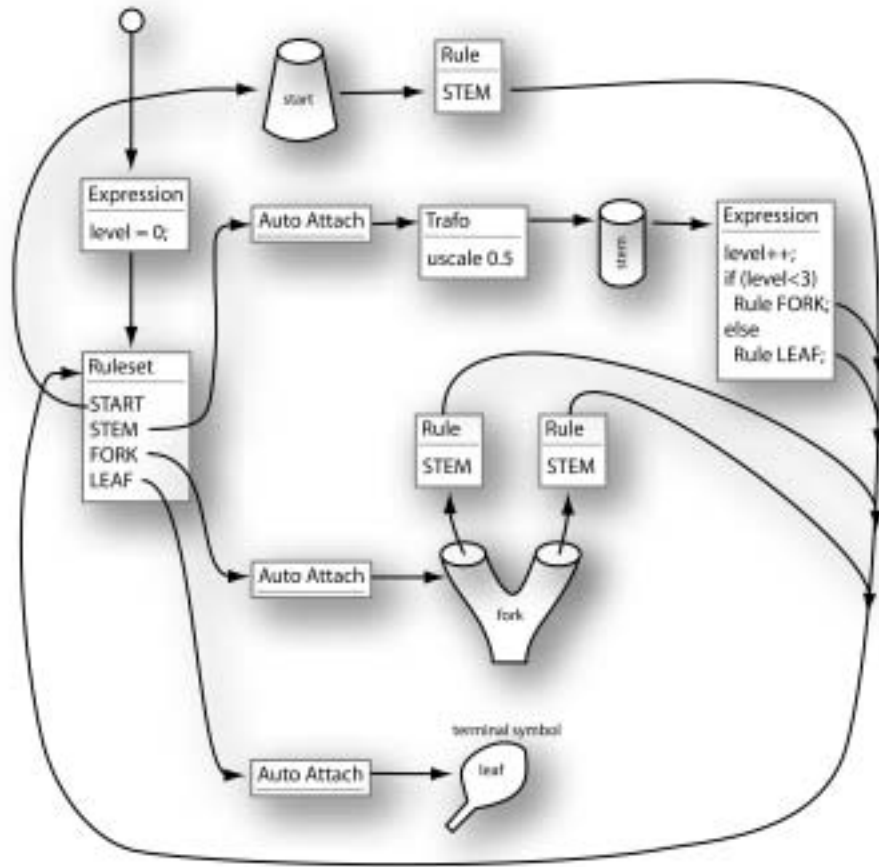 start
Rule
STEM
Expression
level = 0;
Auto Attach
Trafo
uscale 0.5
stem
Expression
level++;
if (level<3)
Rule FORK;
else
Rule LEAF;
Ruleset
START
STEM
FORK
LEAF
Rule
STEM
Rule
STEM
Auto Attach
fork
terminal symbol
Auto Attach
leaf